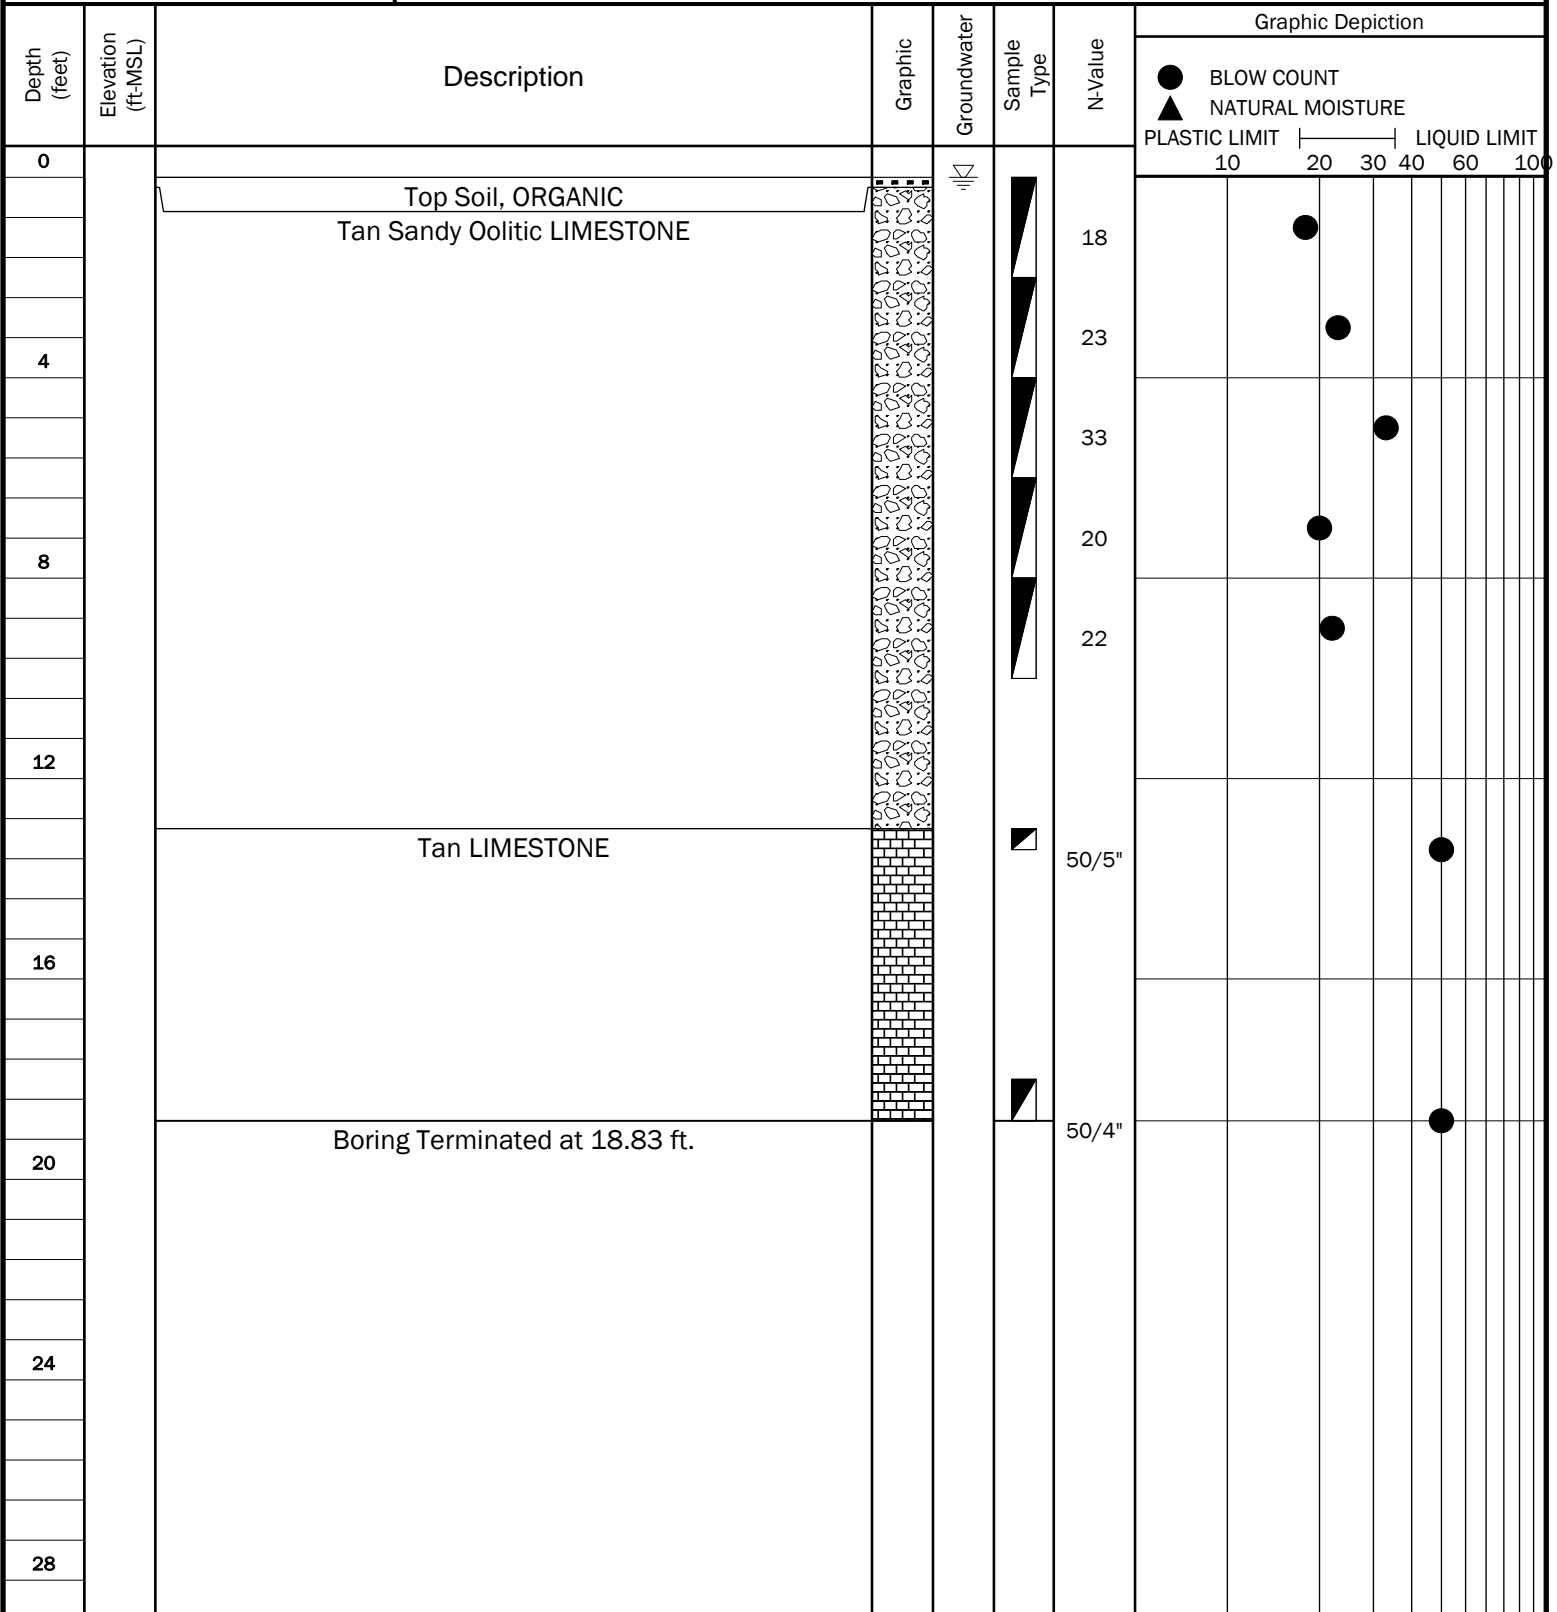 Depth
(feet)
Elevation
(ft-MSL)
Description
Graphic
Groundwater
Sample
Type
N-Value
Graphic Depiction
BLOW COUNT
NATURAL MOISTURE
PLASTIC LIMIT LIQUID LIMIT
10 20 30 40 60 100
0
Top Soil, ORGANIC
Tan Sandy Oolitic LIMESTONE
18
23
4
33
20
8
22
12
Tan LIMESTONE
50/5"
16
50/4"
Boring Terminated at 18.83 ft.
20
24
28